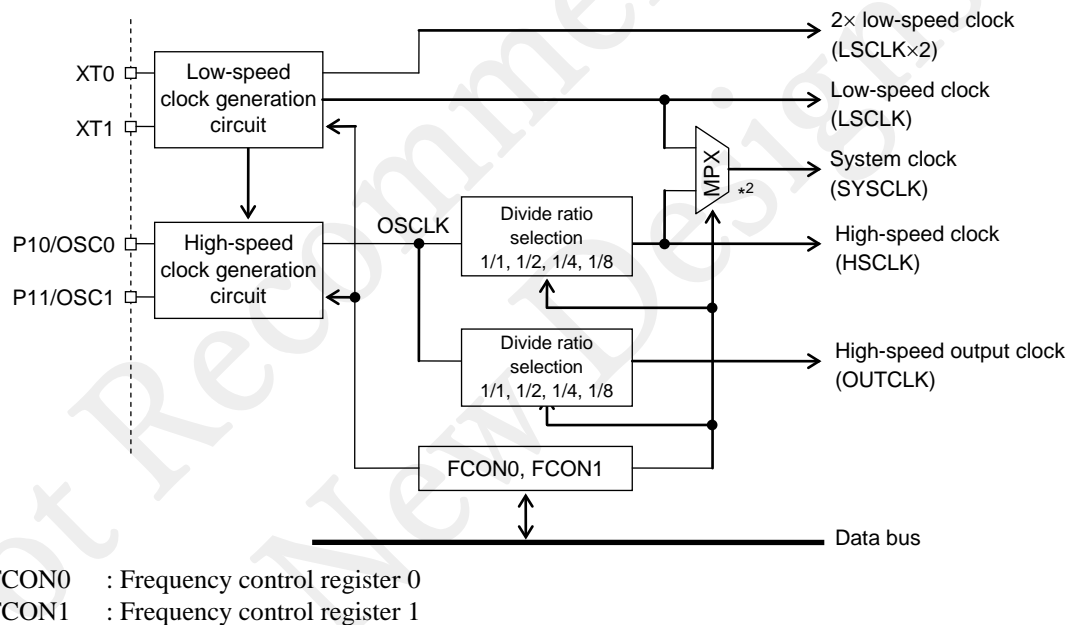 2× low-speed clock
(LSCLK×2)
XT0
Low-speed
clock generation
circuit
XT1
Low-speed clock
(LSCLK)
MPX
*2
System clock
(SYSCLK)
P10/OSC0
High-speed
clock generation
circuit
P11/OSC1
OSCLK
Divide ratio
selection
1/1, 1/2, 1/4, 1/8
High-speed clock
(HSCLK)
Divide ratio
selection
1/1, 1/2, 1/4, 1/8
High-speed output clock
(OUTCLK)
FCON0, FCON1
Data bus
FCON0 : Frequency control register 0
FCON1 : Frequency control register 1
ot Recomme
New Design